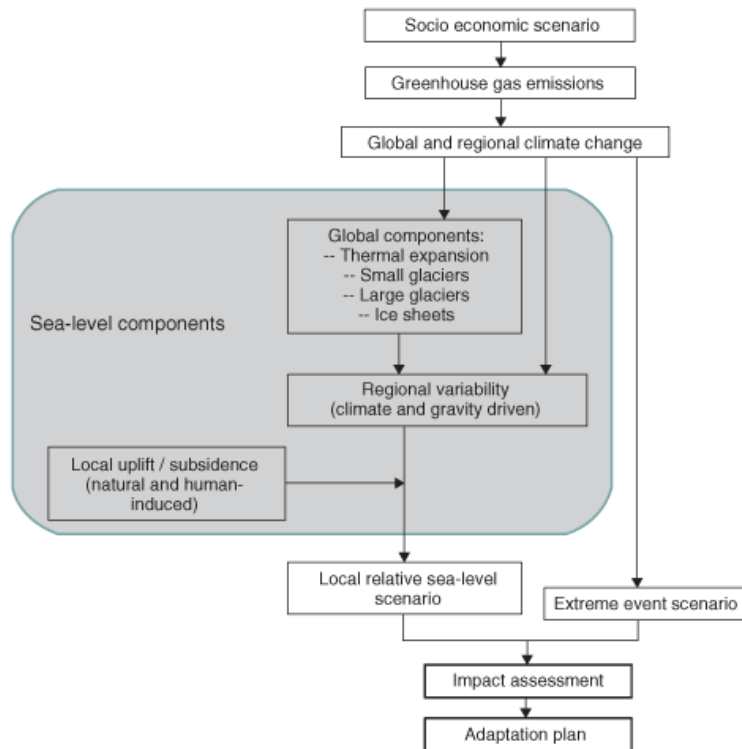 Socio economic scenario
Greenhouse gas emissions
Global and regional climate change
Global components:
-- Thermal expansion
-- Small glaciers
-- Large glaciers
-- Ice sheets
Sea-level components
Regional variability
(climate and gravity driven)
Local uplift / subsidence
(natural and human-
induced)
Local relative sea-level
scenario
Extreme event scenario
Impact assessment
Adaptation plan